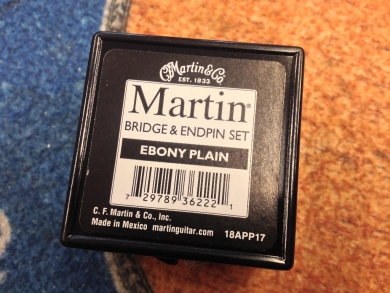 C.F. Martin & Co.
EST. 1833
Martin®
BRIDGE & ENDPIN SET
EBONY PLAIN
7 29789 36222 1
C. F. Martin & Co., Inc.
Made in Mexico martinguitar.com 18APP17